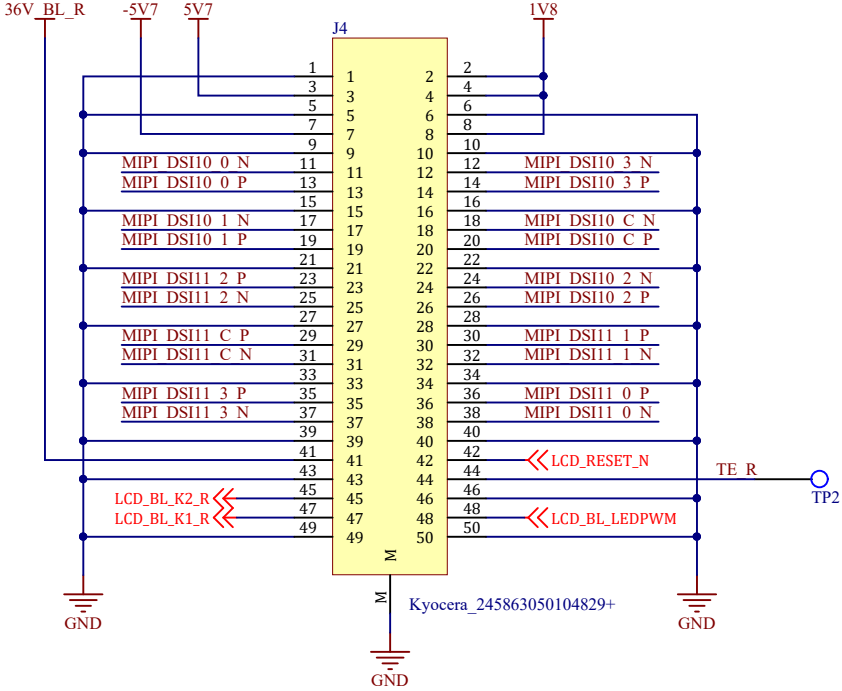 36V_BL_R -5V7 5V7 1V8
J4
1 1 2 2
3 3 4 4
5 5 6 6
7 7 8 8
9 9 10 10
MIPI_DSI10_0_N 11 11 12 12 MIPI_DSI10_3_N
MIPI_DSI10_0_P 13 13 14 14 MIPI_DSI10_3_P
15 15 16 16
MIPI_DSI10_1_N 17 17 18 18 MIPI_DSI10_C_N
MIPI_DSI10_1_P 19 19 20 20 MIPI_DSI10_C_P
21 21 22 22
MIPI_DSI11_2_P 23 23 24 24 MIPI_DSI10_2_N
MIPI_DSI11_2_N 25 25 26 26 MIPI_DSI10_2_P
27 27 28 28
MIPI_DSI11_C_P 29 29 30 30 MIPI_DSI11_1_P
MIPI_DSI11_C_N 31 31 32 32 MIPI_DSI11_1_N
33 33 34 34
MIPI_DSI11_3_P 35 35 36 36 MIPI_DSI11_0_P
MIPI_DSI11_3_N 37 37 38 38 MIPI_DSI11_0_N
39 39 40 40
41 41 42 42 LCD_RESET_N
43 43 44 44 TE_R
LCD_BL_K2_R 45 45 46 46 TP2
LCD_BL_K1_R 47 47 48 48 LCD_BL_LEDPWM
49 49 50 50
M
M Kyocera_245863050104829+
GND GND
GND